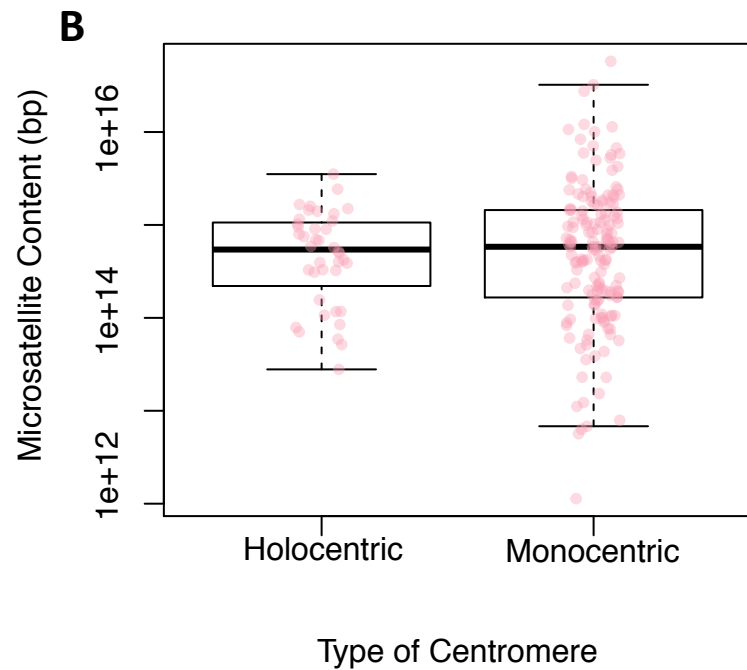 B
Microsatellite Content (bp)
1e+16
1e+14
1e+12
Holocentric
Monocentric
Type of Centromere